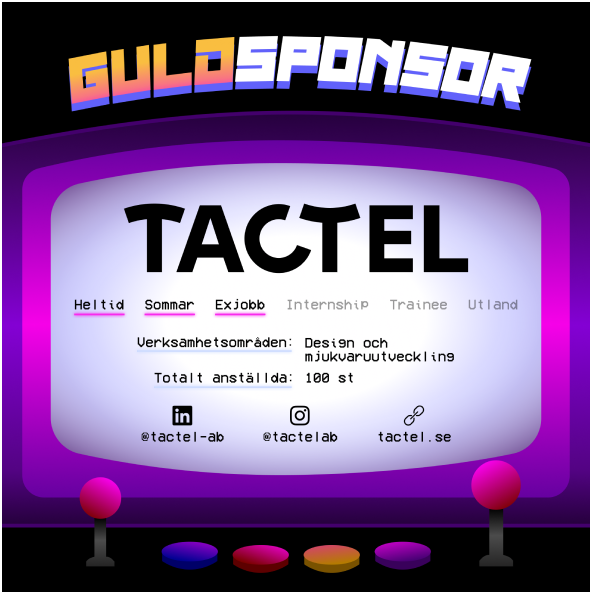 GULDSPONSOR
TACTEL
Heltid Sommar Exjobb Internship Trainee Utland
Verksamhetsområden: Design och
mjukvaruutveckling
Totalt anställda: 100 st
@tactel-ab @tactelab tactel.se